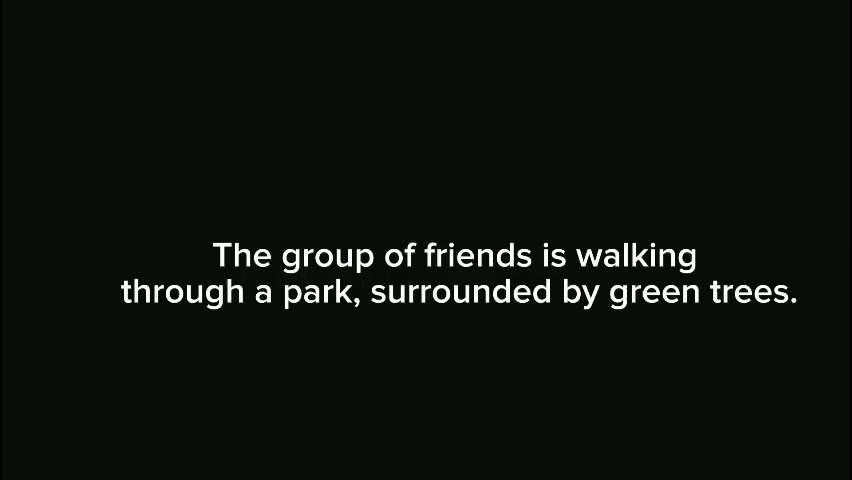 The group of friends is walking
through a park, surrounded by green trees.